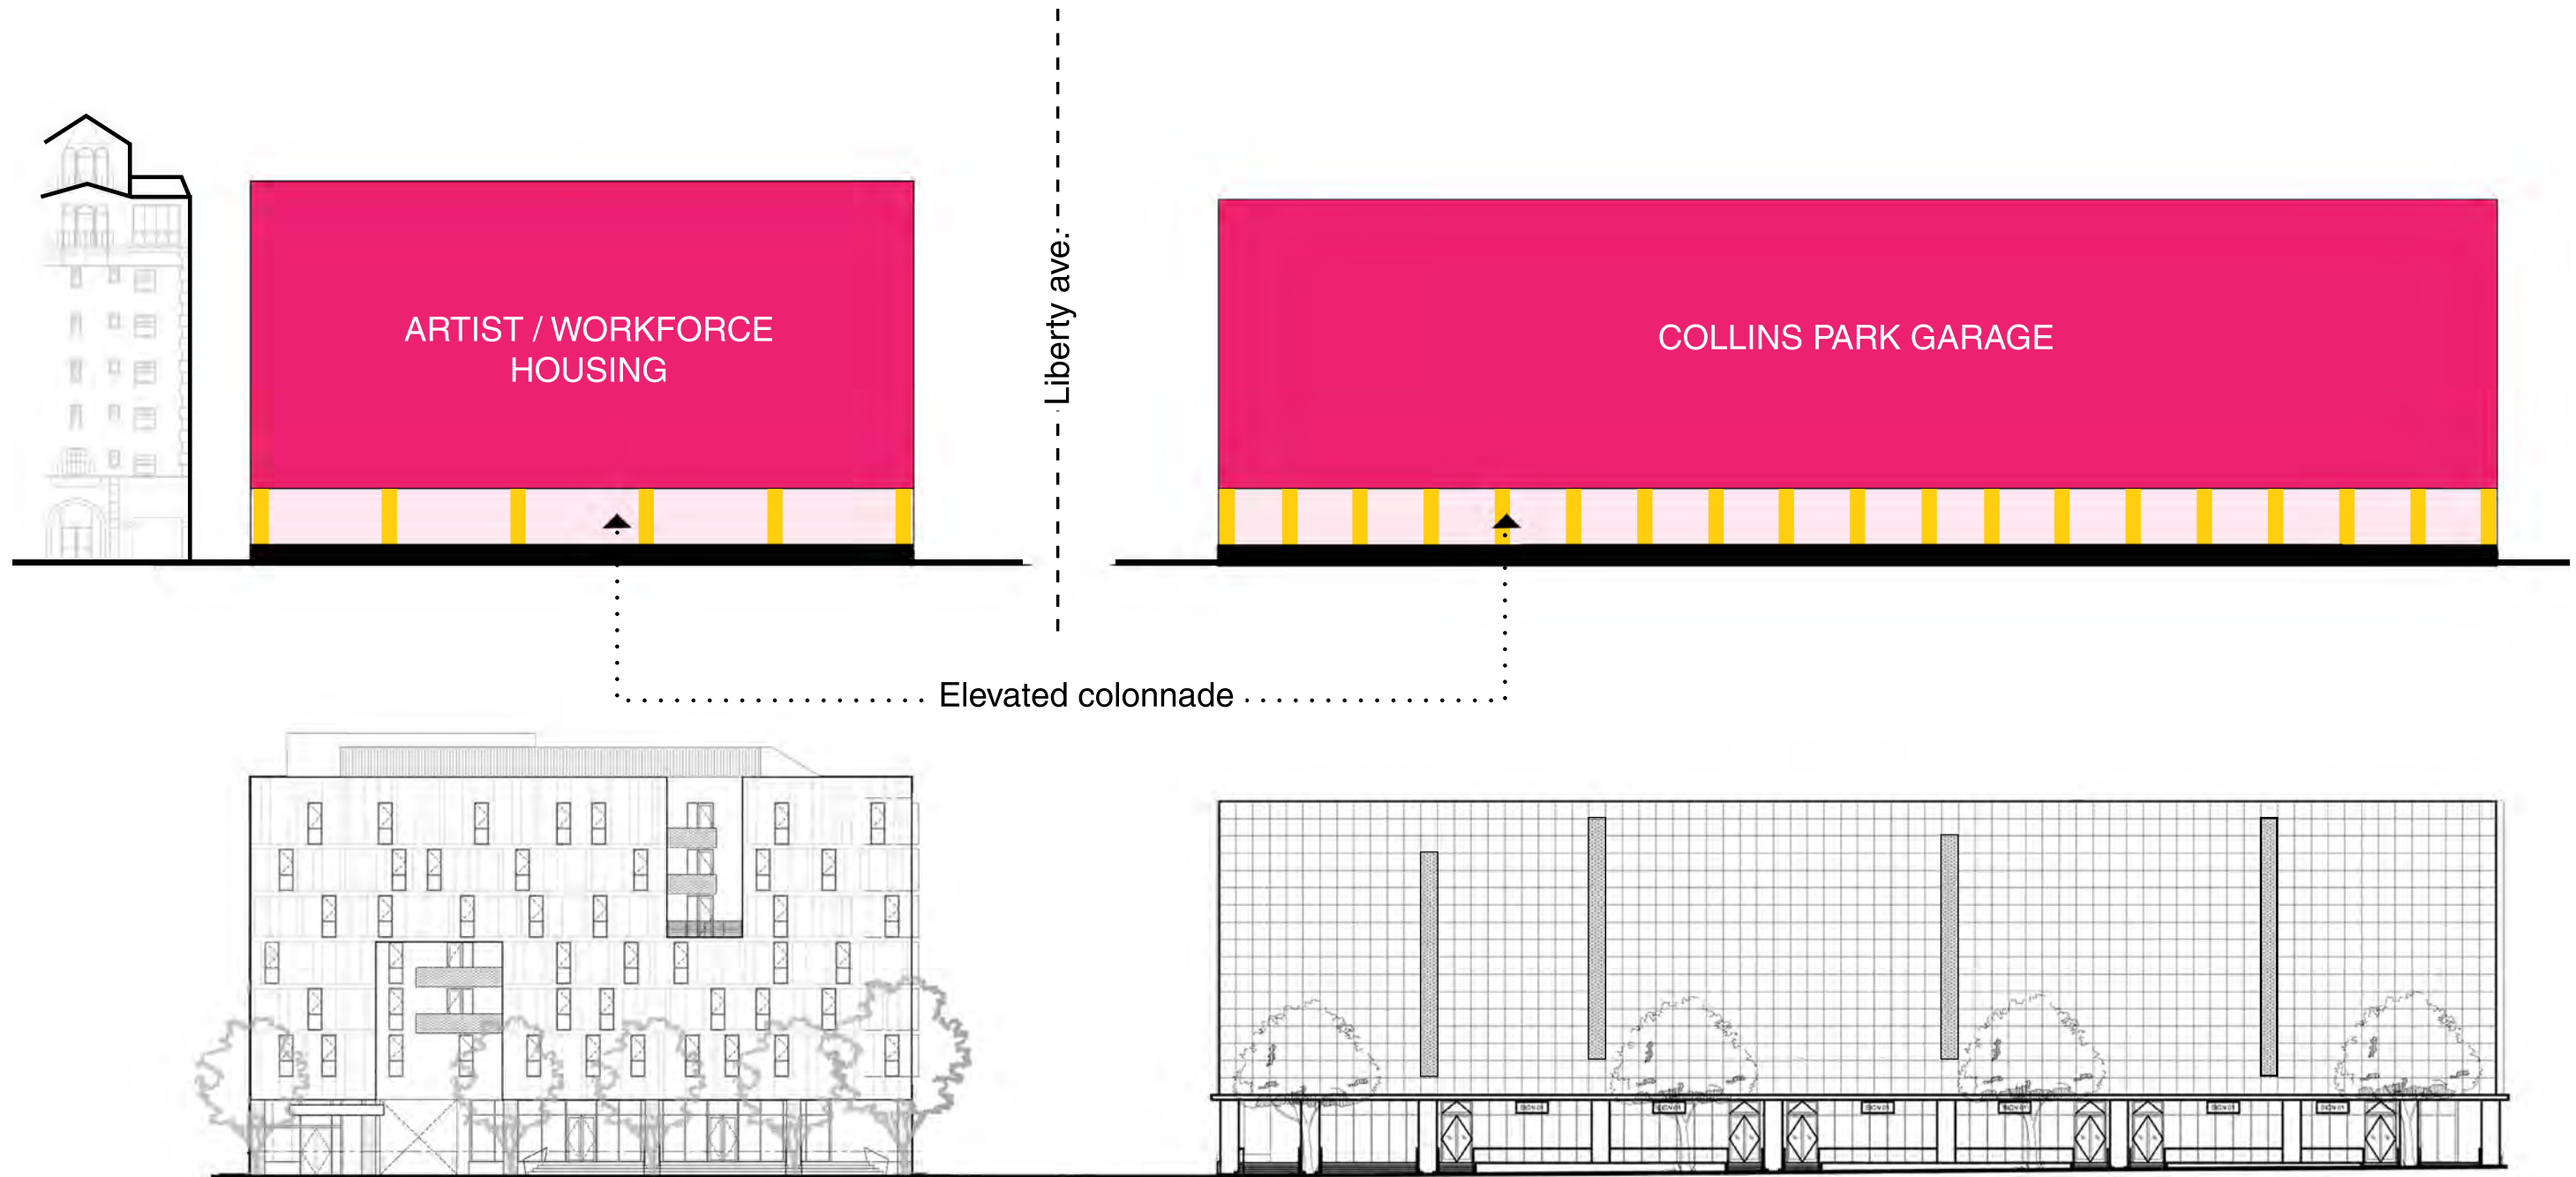 Liberty ave.
ARTIST / WORKFORCE
HOUSING
COLLINS PARK GARAGE
Elevated colonnade